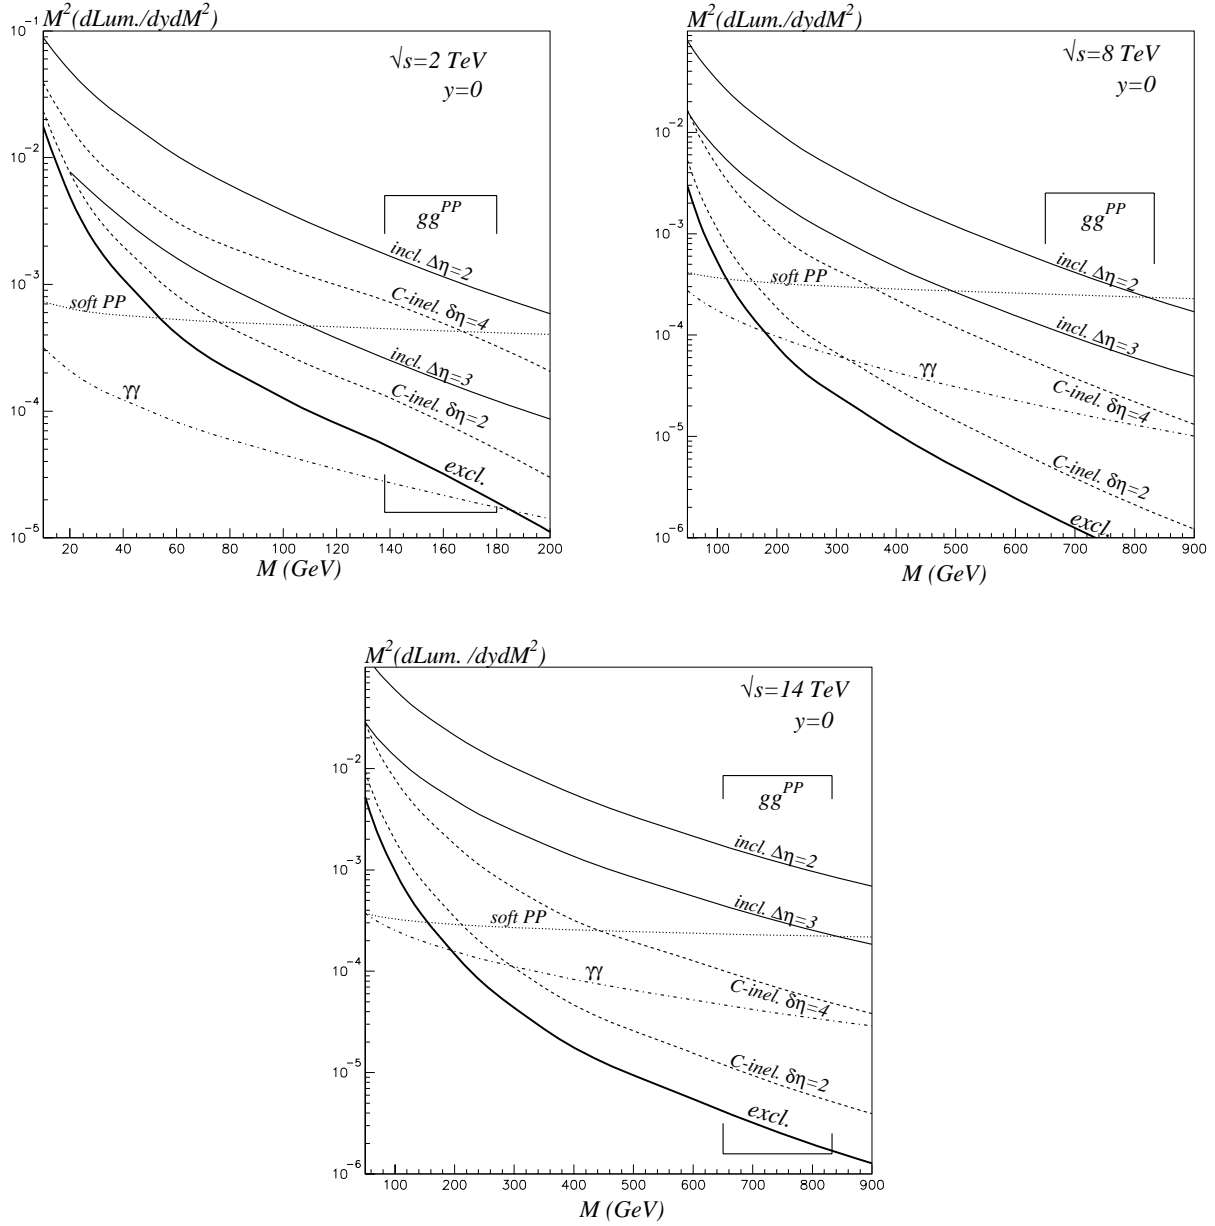 M²(dLum./dydM²)
√s=2 TeV
y=0
10⁻¹
10⁻²
10⁻³
10⁻⁴
10⁻⁵
gg^PP
incl. Δη=2
soft PP
C-inel. δη=4
incl. Δη=3
γγ
C-inel. δη=2
excl.
20 40 60 80 100 120 140 160 180 200
M (GeV)
M²(dLum./dydM²)
√s=8 TeV
y=0
10⁻²
10⁻³
10⁻⁴
10⁻⁵
10⁻⁶
gg^PP
incl. Δη=2
soft PP
incl. Δη=3
γγ
C-inel. δη=4
C-inel. δη=2
excl.
100 200 300 400 500 600 700 800 900
M (GeV)
M²(dLum. /dydM²)
√s=14 TeV
y=0
10⁻²
10⁻³
10⁻⁴
10⁻⁵
10⁻⁶
gg^PP
incl. Δη=2
incl. Δη=3
soft PP
γγ
C-inel. δη=4
C-inel. δη=2
excl.
100 200 300 400 500 600 700 800 900
M (GeV)